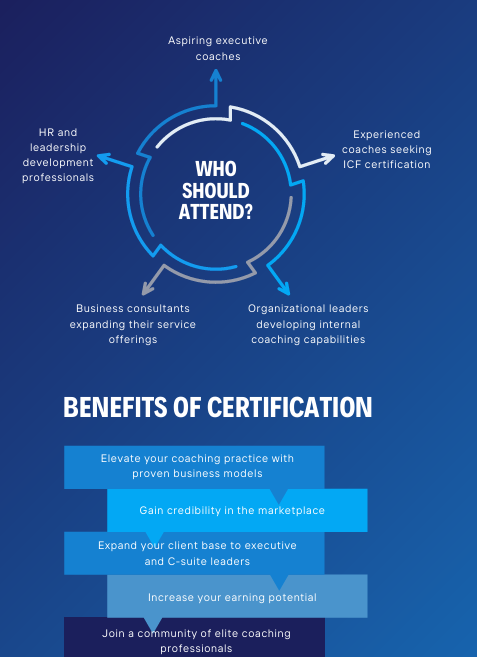 Aspiring executive
coaches
HR and
leadership
development
professionals
Experienced
coaches seeking
ICF certification
WHO
SHOULD
ATTEND?
Business consultants
expanding their service
offerings
Organizational leaders
developing internal
coaching capabilities
BENEFITS OF CERTIFICATION
Elevate your coaching practice with
proven business models
Gain credibility in the marketplace
Expand your client base to executive
and C-suite leaders
Increase your earning potential
Join a community of elite coaching
professionals